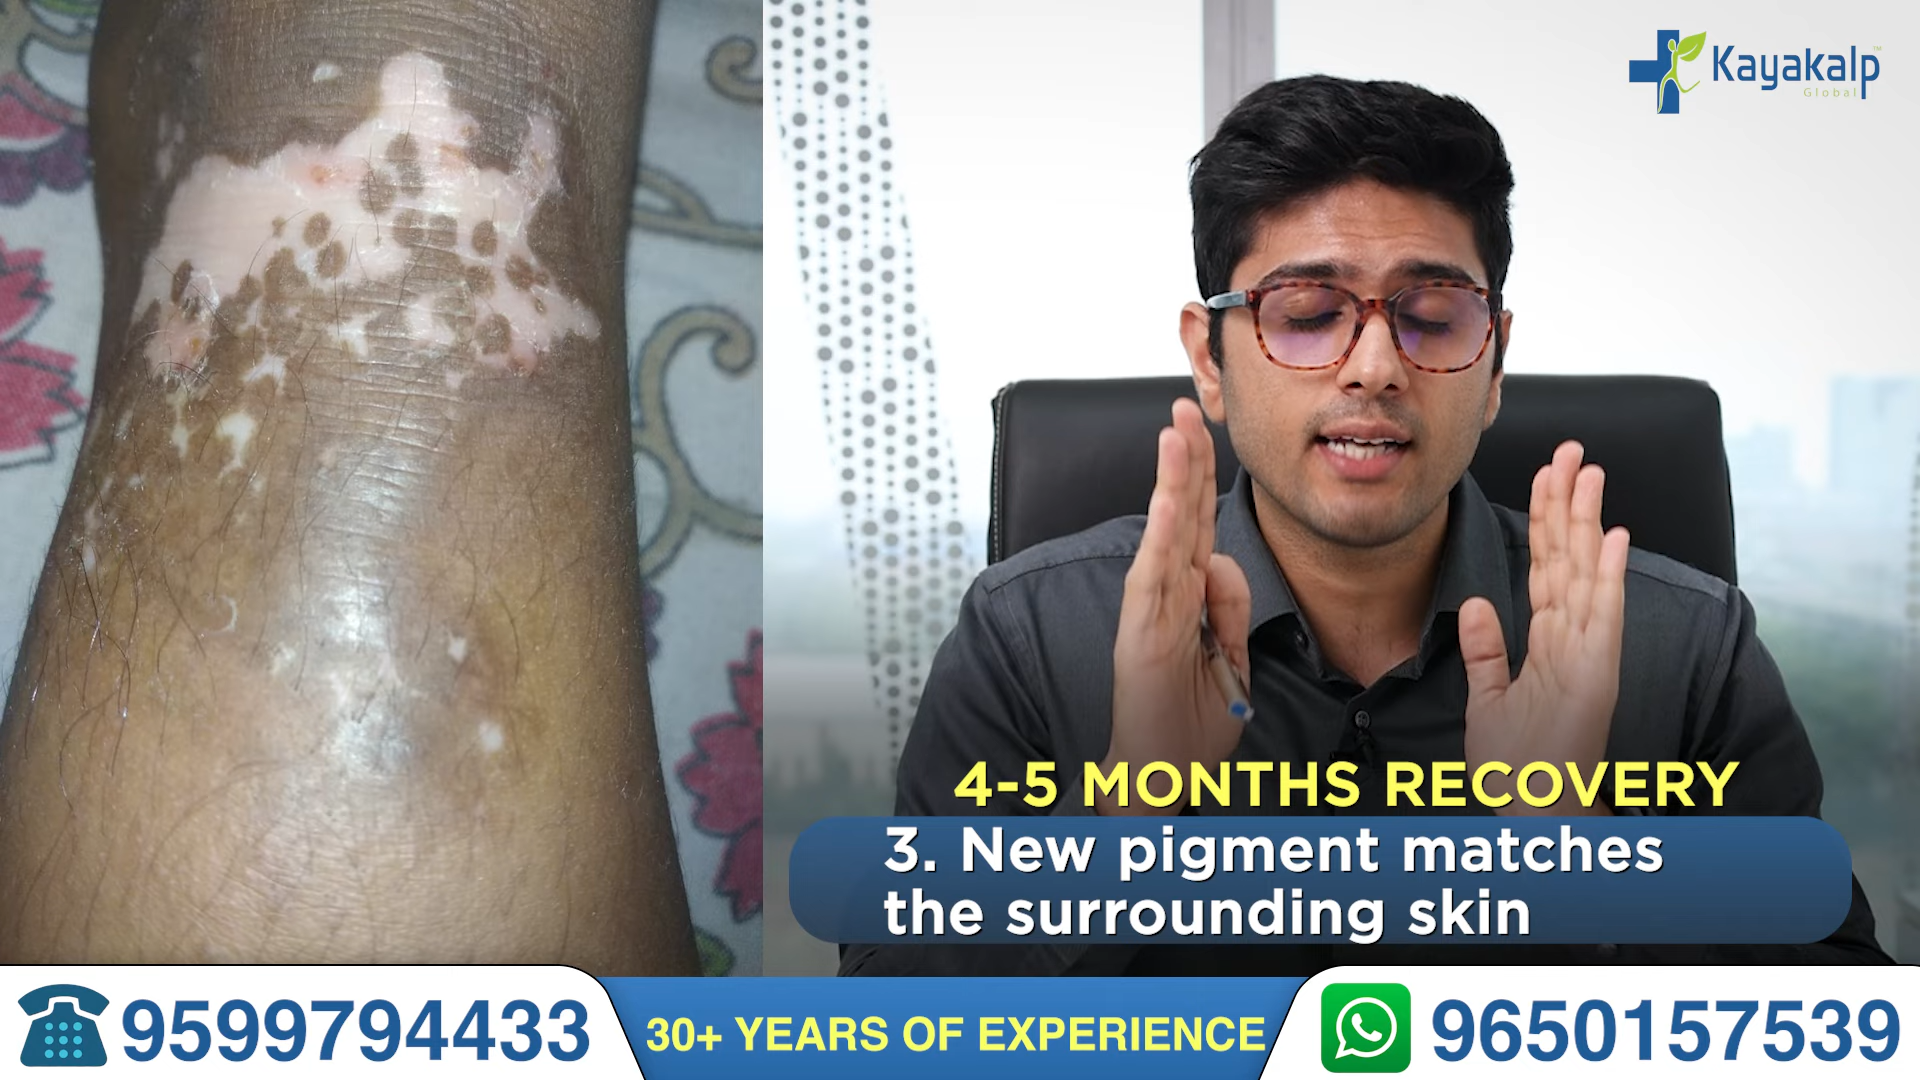 Kayakalp
TM
Global
4-5 MONTHS RECOVERY
3. New pigment matches
the surrounding skin
9599794433
30+ YEARS OF EXPERIENCE
9650157539